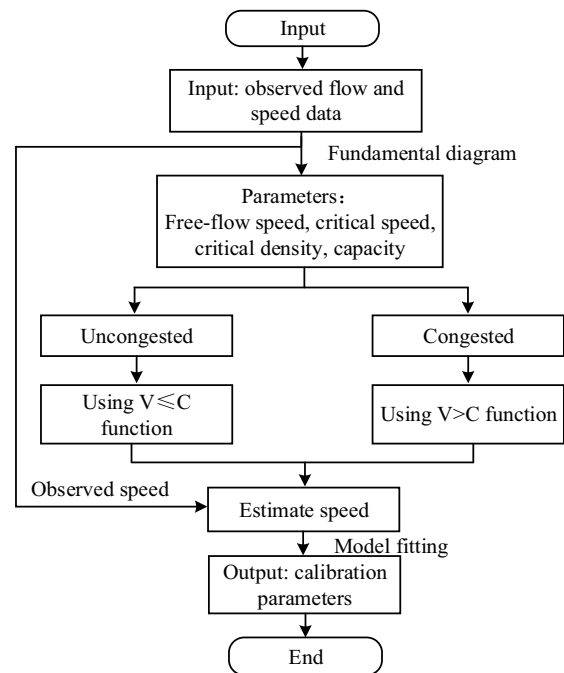 Input
Input: observed flow and
speed data
Fundamental diagram
Parameters：
Free-flow speed, critical speed,
critical density, capacity
Uncongested
Congested
Using V≤C
function
Using V>C function
Observed speed
Estimate speed
Model fitting
Output: calibration
parameters
End